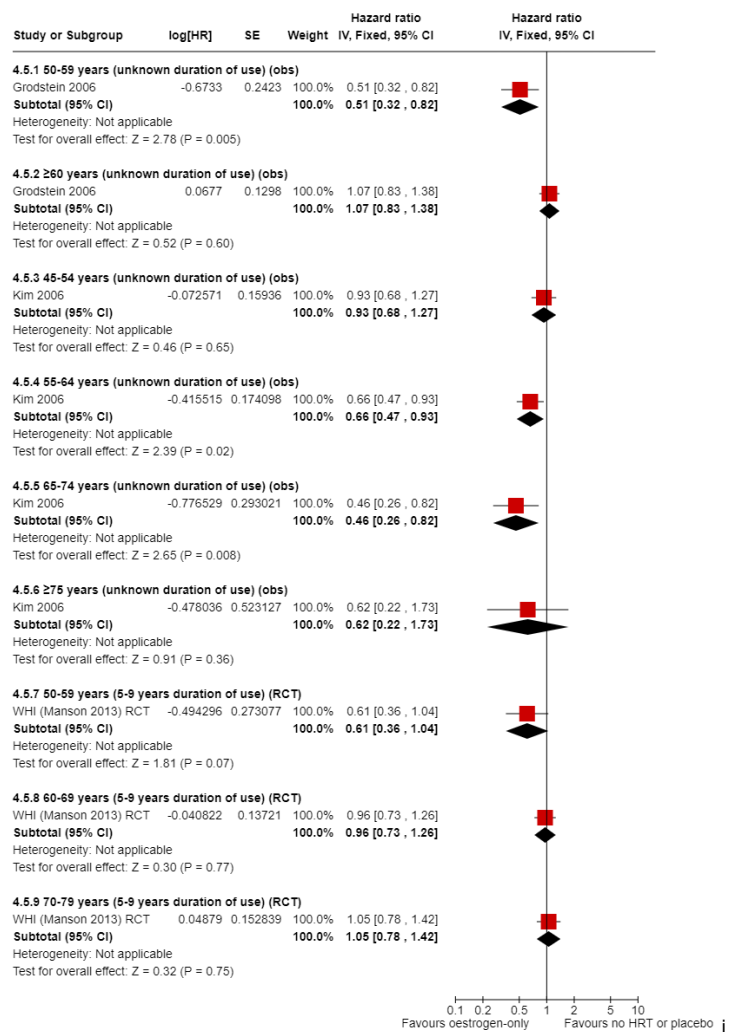 Hazard ratio Hazard ratio
Study or Subgroup log[HR] SE Weight IV, Fixed, 95% CI IV, Fixed, 95% CI
4.5.1 50-59 years (unknown duration of use) (obs)
Grodstein 2006 -0.6733 0.2423 100.0% 0.51 [0.32 , 0.82]
Subtotal (95% CI) 100.0% 0.51 [0.32 , 0.82]
Heterogeneity: Not applicable
Test for overall effect: Z = 2.78 (P = 0.005)
4.5.2 ≥60 years (unknown duration of use) (obs)
Grodstein 2006 0.0677 0.1298 100.0% 1.07 [0.83 , 1.38]
Subtotal (95% CI) 100.0% 1.07 [0.83 , 1.38]
Heterogeneity: Not applicable
Test for overall effect: Z = 0.52 (P = 0.60)
4.5.3 45-54 years (unknown duration of use) (obs)
Kim 2006 -0.072571 0.15936 100.0% 0.93 [0.68 , 1.27]
Subtotal (95% CI) 100.0% 0.93 [0.68 , 1.27]
Heterogeneity: Not applicable
Test for overall effect: Z = 0.46 (P = 0.65)
4.5.4 55-64 years (unknown duration of use) (obs)
Kim 2006 -0.415515 0.174098 100.0% 0.66 [0.47 , 0.93]
Subtotal (95% CI) 100.0% 0.66 [0.47 , 0.93]
Heterogeneity: Not applicable
Test for overall effect: Z = 2.39 (P = 0.02)
4.5.5 65-74 years (unknown duration of use) (obs)
Kim 2006 -0.776529 0.293021 100.0% 0.46 [0.26 , 0.82]
Subtotal (95% CI) 100.0% 0.46 [0.26 , 0.82]
Heterogeneity: Not applicable
Test for overall effect: Z = 2.65 (P = 0.008)
4.5.6 ≥75 years (unknown duration of use) (obs)
Kim 2006 -0.478036 0.523127 100.0% 0.62 [0.22 , 1.73]
Subtotal (95% CI) 100.0% 0.62 [0.22 , 1.73]
Heterogeneity: Not applicable
Test for overall effect: Z = 0.91 (P = 0.36)
4.5.7 50-59 years (5-9 years duration of use) (RCT)
WHI (Manson 2013) RCT -0.494296 0.273077 100.0% 0.61 [0.36 , 1.04]
Subtotal (95% CI) 100.0% 0.61 [0.36 , 1.04]
Heterogeneity: Not applicable
Test for overall effect: Z = 1.81 (P = 0.07)
4.5.8 60-69 years (5-9 years duration of use) (RCT)
WHI (Manson 2013) RCT -0.040822 0.13721 100.0% 0.96 [0.73 , 1.26]
Subtotal (95% CI) 100.0% 0.96 [0.73 , 1.26]
Heterogeneity: Not applicable
Test for overall effect: Z = 0.30 (P = 0.77)
4.5.9 70-79 years (5-9 years duration of use) (RCT)
WHI (Manson 2013) RCT 0.04879 0.152839 100.0% 1.05 [0.78 , 1.42]
Subtotal (95% CI) 100.0% 1.05 [0.78 , 1.42]
Heterogeneity: Not applicable
Test for overall effect: Z = 0.32 (P = 0.75)
0.1 0.2 0.5 1 2 5 10
Favours oestrogen-only Favours no HRT or placebo i